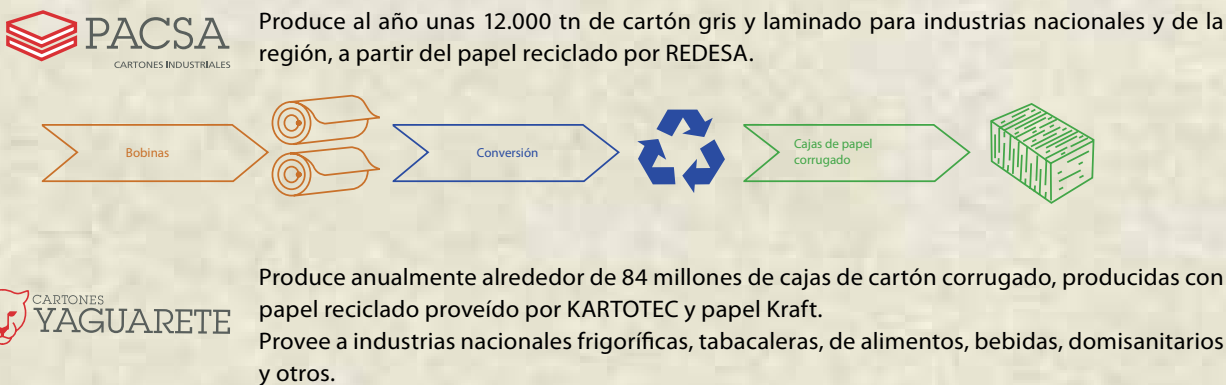 PACSA
CARTONES INDUSTRIALES
Produce al año unas 12.000 tn de cartón gris y laminado para industrias nacionales y de la
región, a partir del papel reciclado por REDESA.
Bobinas
Conversión
Cajas de papel
corrugado
CARTONES
YAGUARETE
Produce anualmente alrededor de 84 millones de cajas de cartón corrugado, producidas con
papel reciclado proveído por KARTOTEC y papel Kraft.
Provee a industrias nacionales frigoríficas, tabacaleras, de alimentos, bebidas, domisanitarios
y otros.